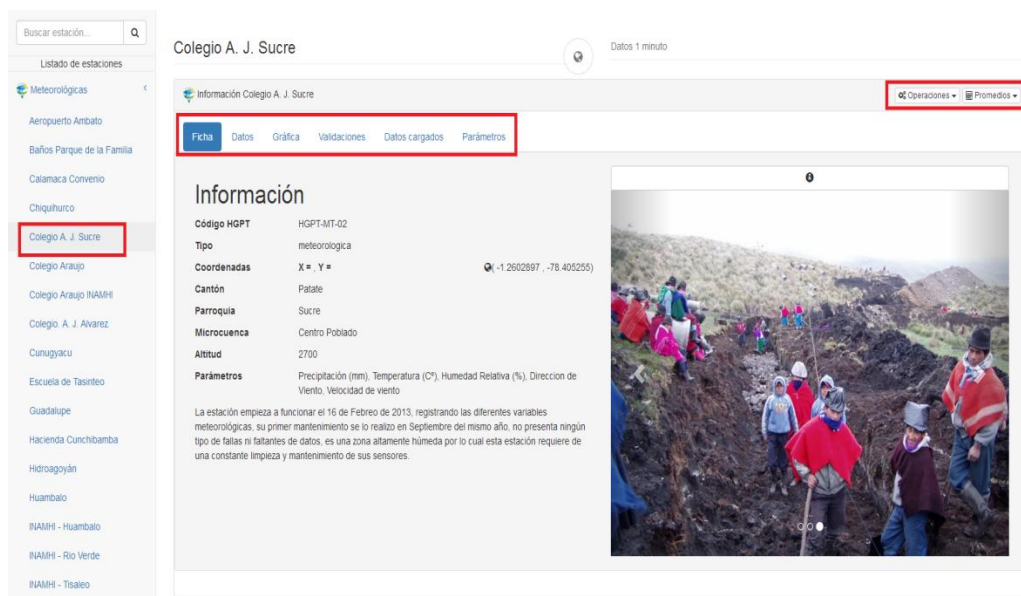 Buscar estación...
Listado de estaciones
Meteorológicas
Aeropuerto Ambato
Baños Parque de la Familia
Calamaca Convenio
Chiquihurco
Colegio A. J. Sucre
Colegio Araujo
Colegio Araujo INAMHI
Colegio. A. J. Alvarez
Cunugyacu
Escuela de Tasinteo
Guadalupe
Hacienda Cunchibamba
Hidroagoyán
Huambalo
INAMHI - Huambalo
INAMHI - Rio Verde
INAMHI - Tisaleo
Colegio A. J. Sucre
Datos 1 minuto
Información Colegio A. J. Sucre
Operaciones
Promedios
Ficha Datos Gráfica Validaciones Datos cargados Parámetros
Información
Código HGPT HGPT-MT-02
Tipo meteorologica
Coordenadas X = , Y = ( -1.2602897 , -78.405255)
Cantón Patate
Parroquia Sucre
Microcuenca Centro Poblado
Altitud 2700
Parámetros Precipitación (mm), Temperatura (Cº), Humedad Relativa (%), Direccion de
Viento, Velocidad de viento
La estación empieza a funcionar el 16 de Febreo de 2013, registrando las diferentes variables
meteorológicas, su primer mantenimiento se lo realizo en Septiembre del mismo año, no presenta ningún
tipo de fallas ni faltantes de datos, es una zona altamente húmeda por lo cual esta estación requiere de
una constante limpieza y mantenimiento de sus sensores.